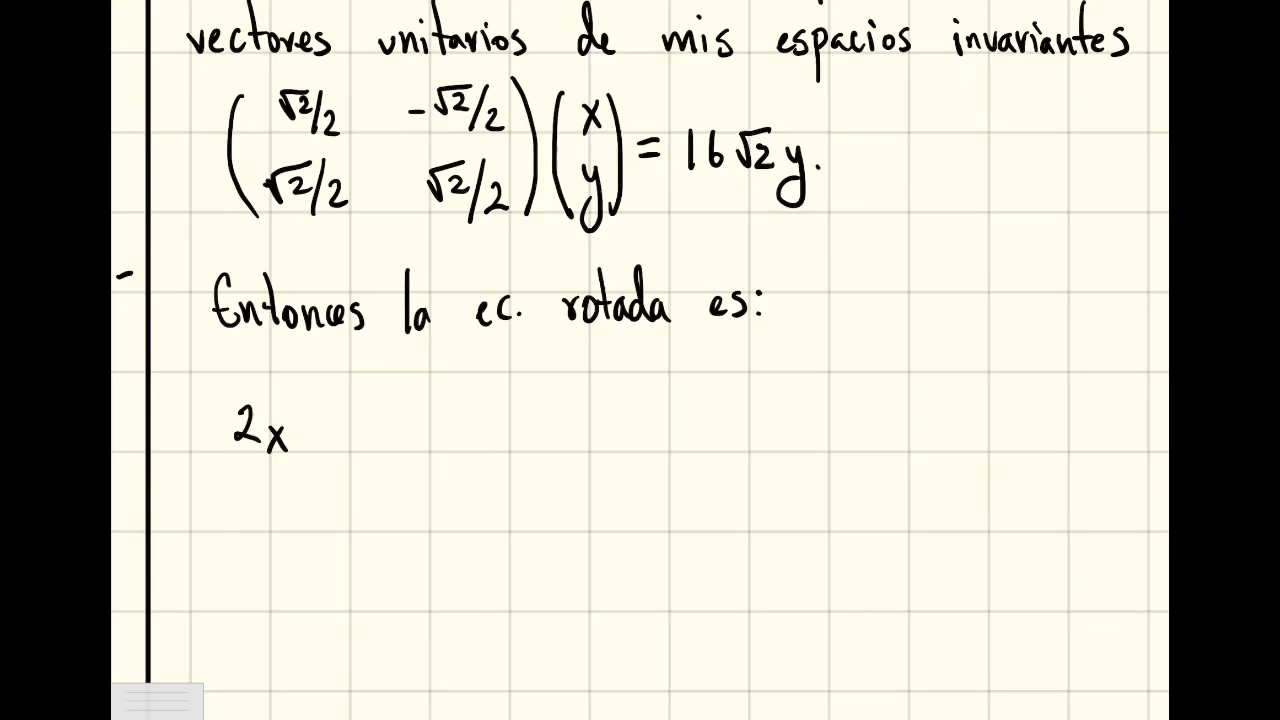 vectores unitarios de mis espacios invariantes
( √2/2 -√2/2 ) ( x ) = 16√2 y.
( √2/2 √2/2 ) ( y )
- Entonces la ec. rotada es:
2x